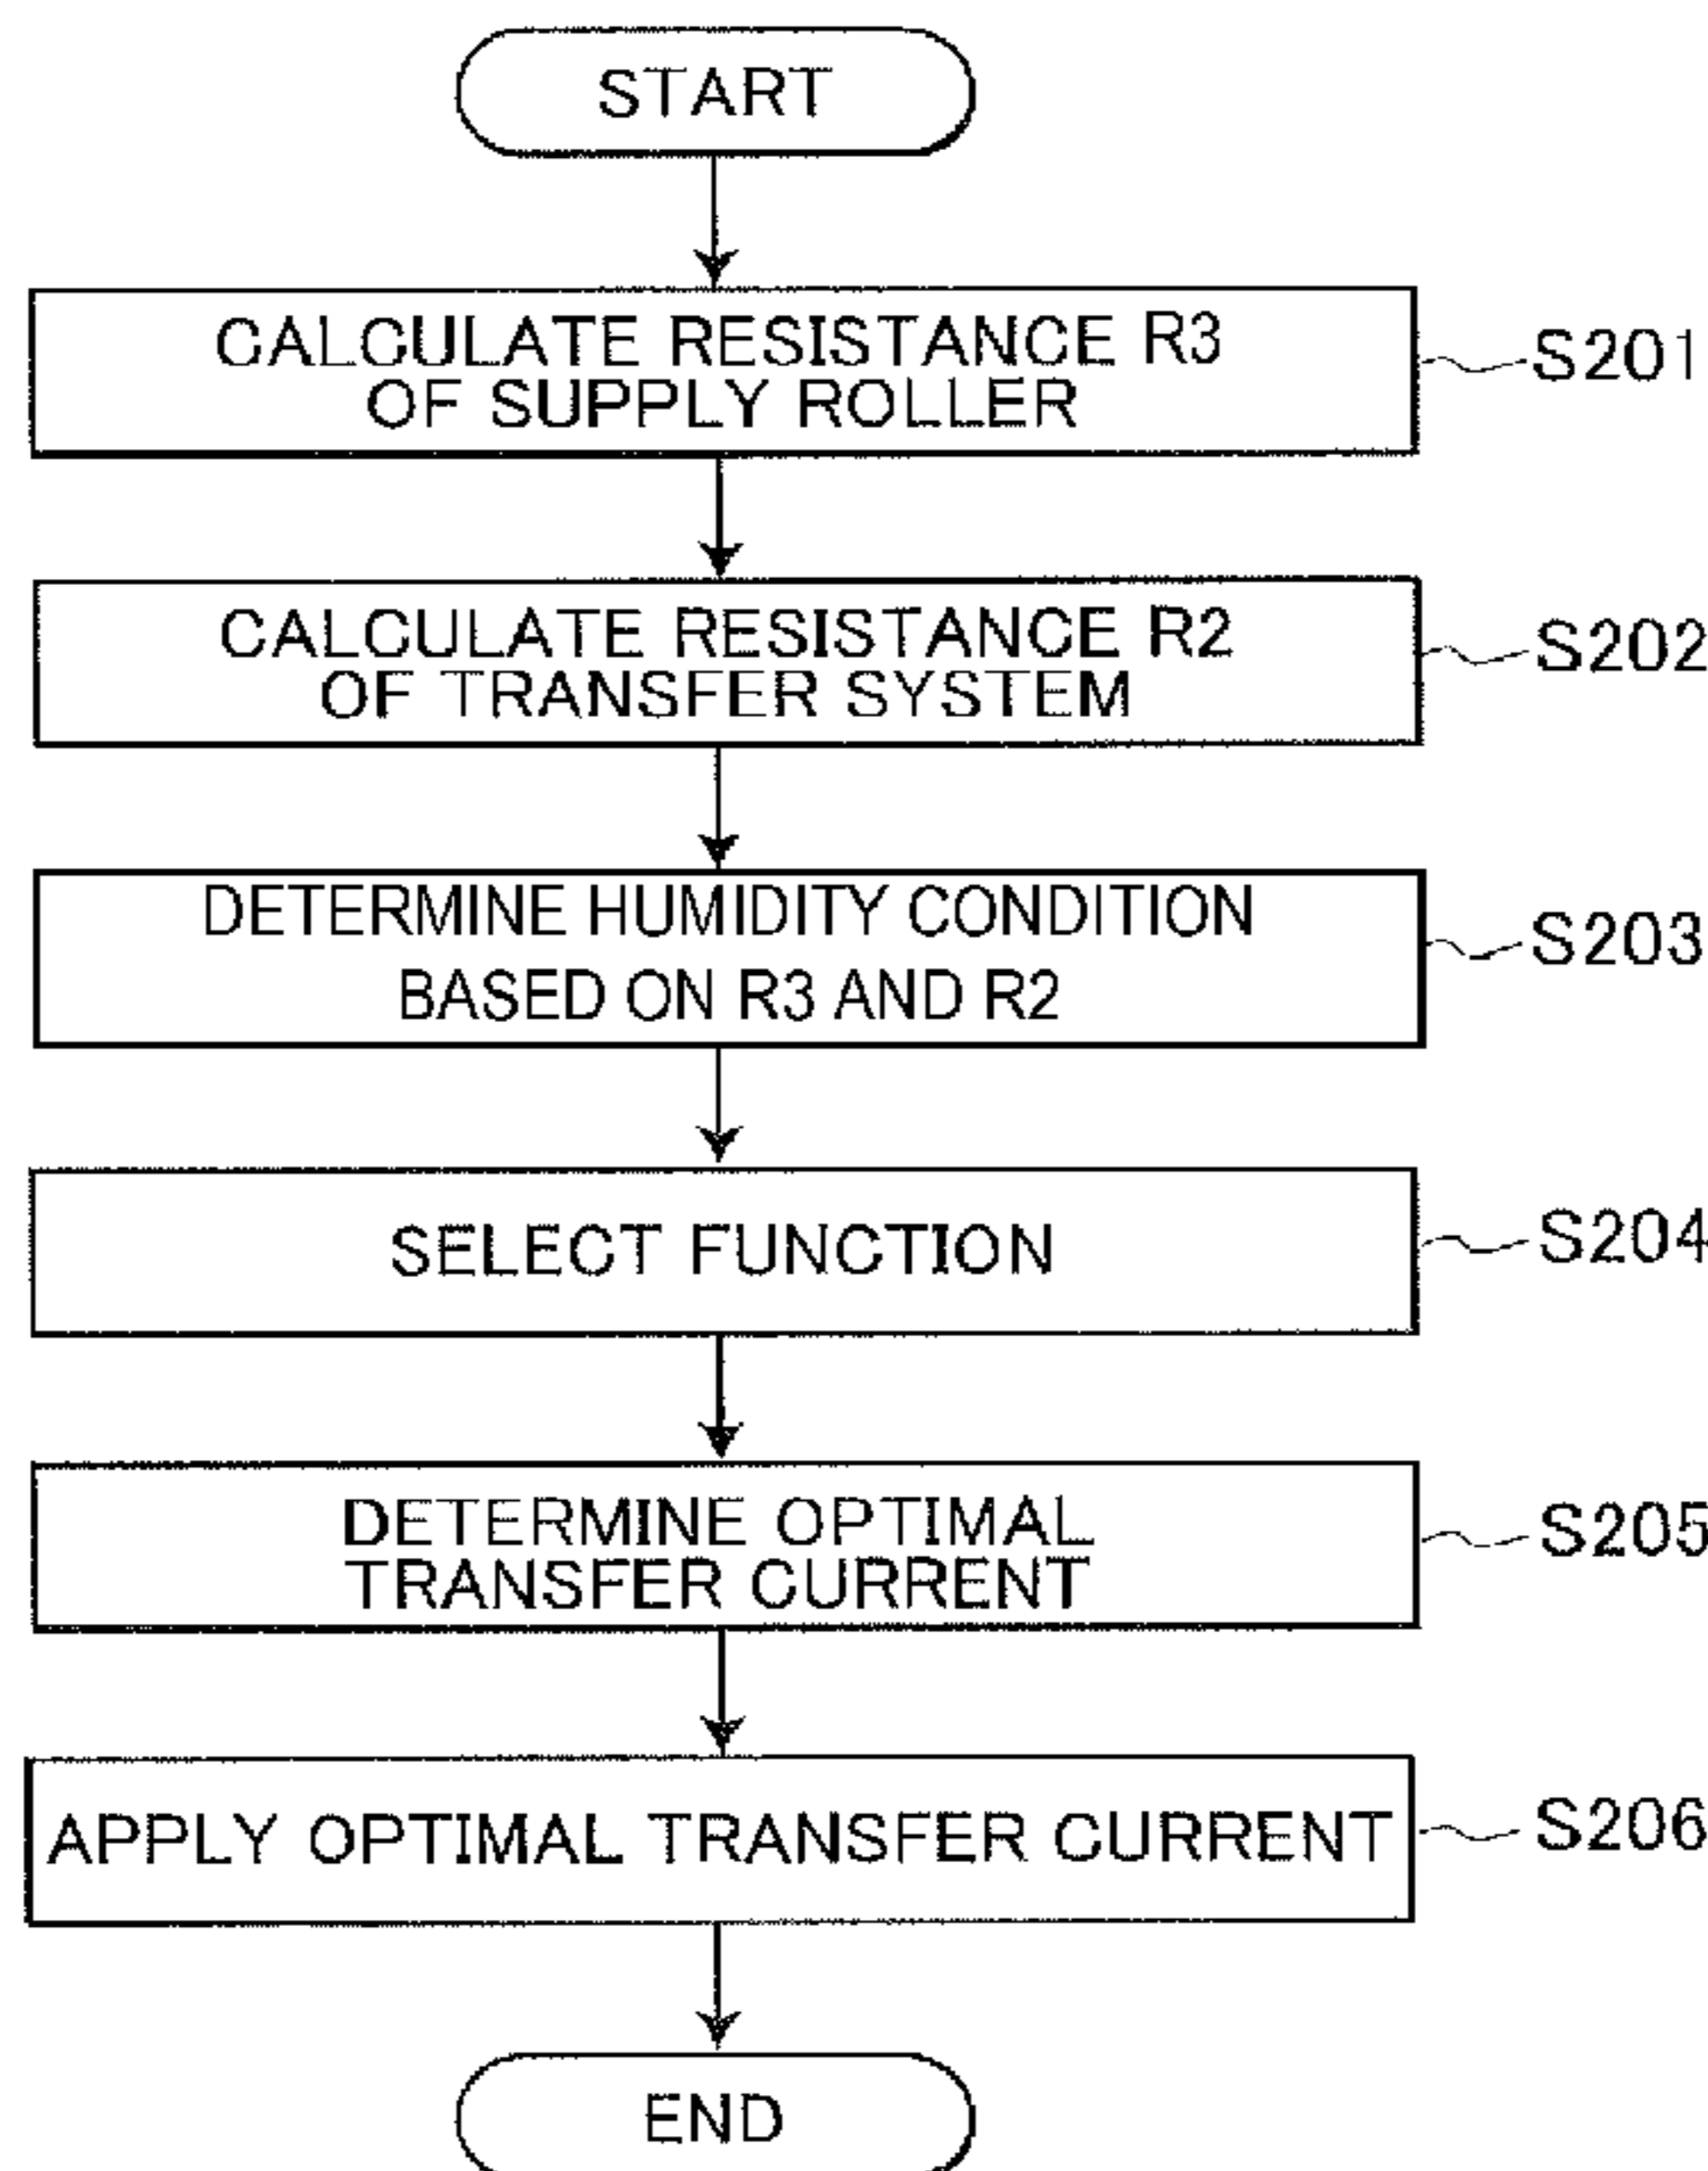 START
CALCULATE RESISTANCE R3
OF SUPPLY ROLLER
S201
CALCULATE RESISTANCE R2
OF TRANSFER SYSTEM
S202
DETERMINE HUMIDITY CONDITION
BASED ON R3 AND R2
S203
SELECT FUNCTION
S204
DETERMINE OPTIMAL
TRANSFER CURRENT
S205
APPLY OPTIMAL TRANSFER CURRENT
S206
END